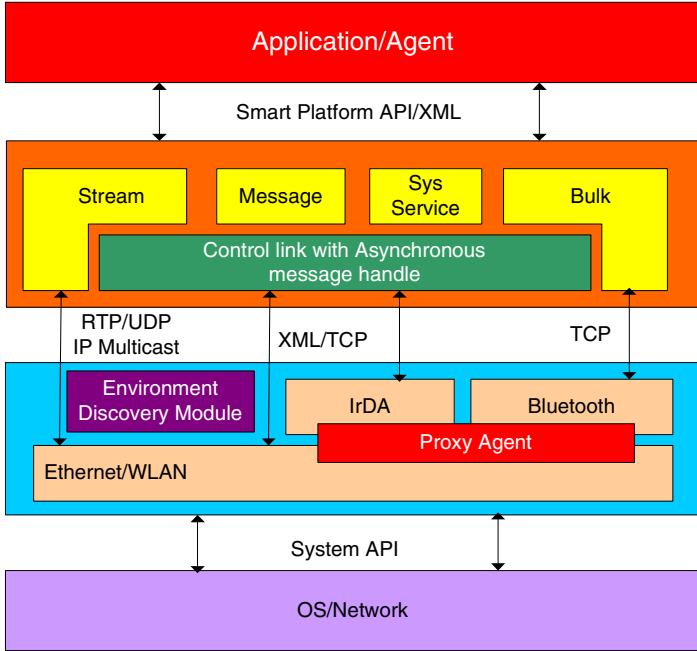 Application/Agent
Smart Platform API/XML
Stream
Message
Sys
Service
Bulk
Control link with Asynchronous
message handle
RTP/UDP
IP Multicast
XML/TCP
TCP
Environment
Discovery Module
IrDA
Bluetooth
Proxy Agent
Ethernet/WLAN
System API
OS/Network